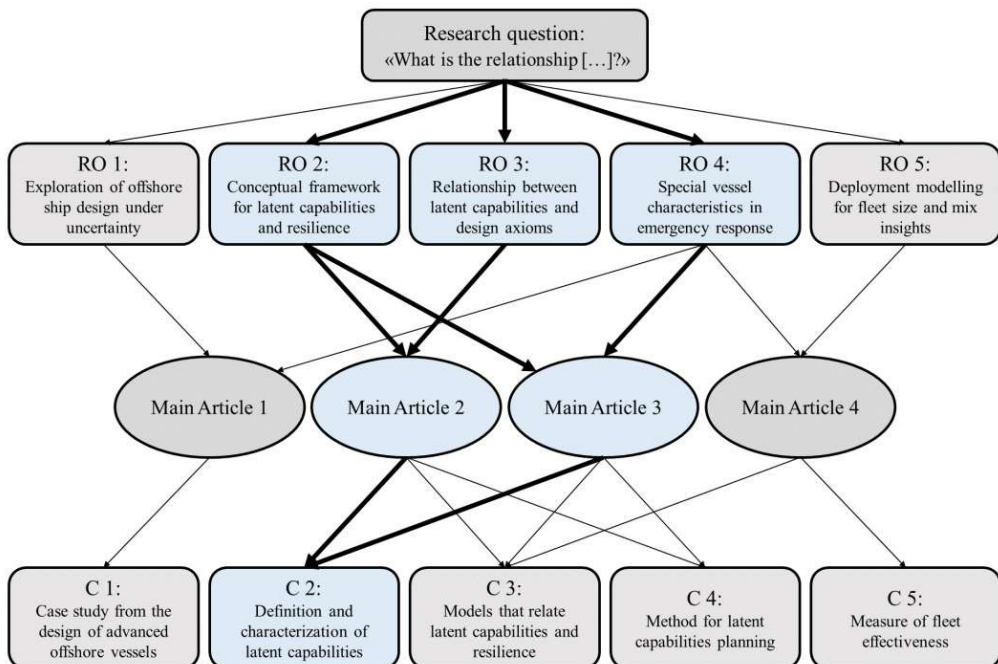 Research question:
«What is the relationship [...]?»
RO 1:
Exploration of offshore
ship design under
uncertainty
RO 2:
Conceptual framework
for latent capabilities
and resilience
RO 3:
Relationship between
latent capabilities and
design axioms
RO 4:
Special vessel
characteristics in
emergency response
RO 5:
Deployment modelling
for fleet size and mix
insights
Main Article 1
Main Article 2
Main Article 3
Main Article 4
C 1:
Case study from the
design of advanced
offshore vessels
C 2:
Definition and
characterization of
latent capabilities
C 3:
Models that relate
latent capabilities and
resilience
C 4:
Method for latent
capabilities planning
C 5:
Measure of fleet
effectiveness